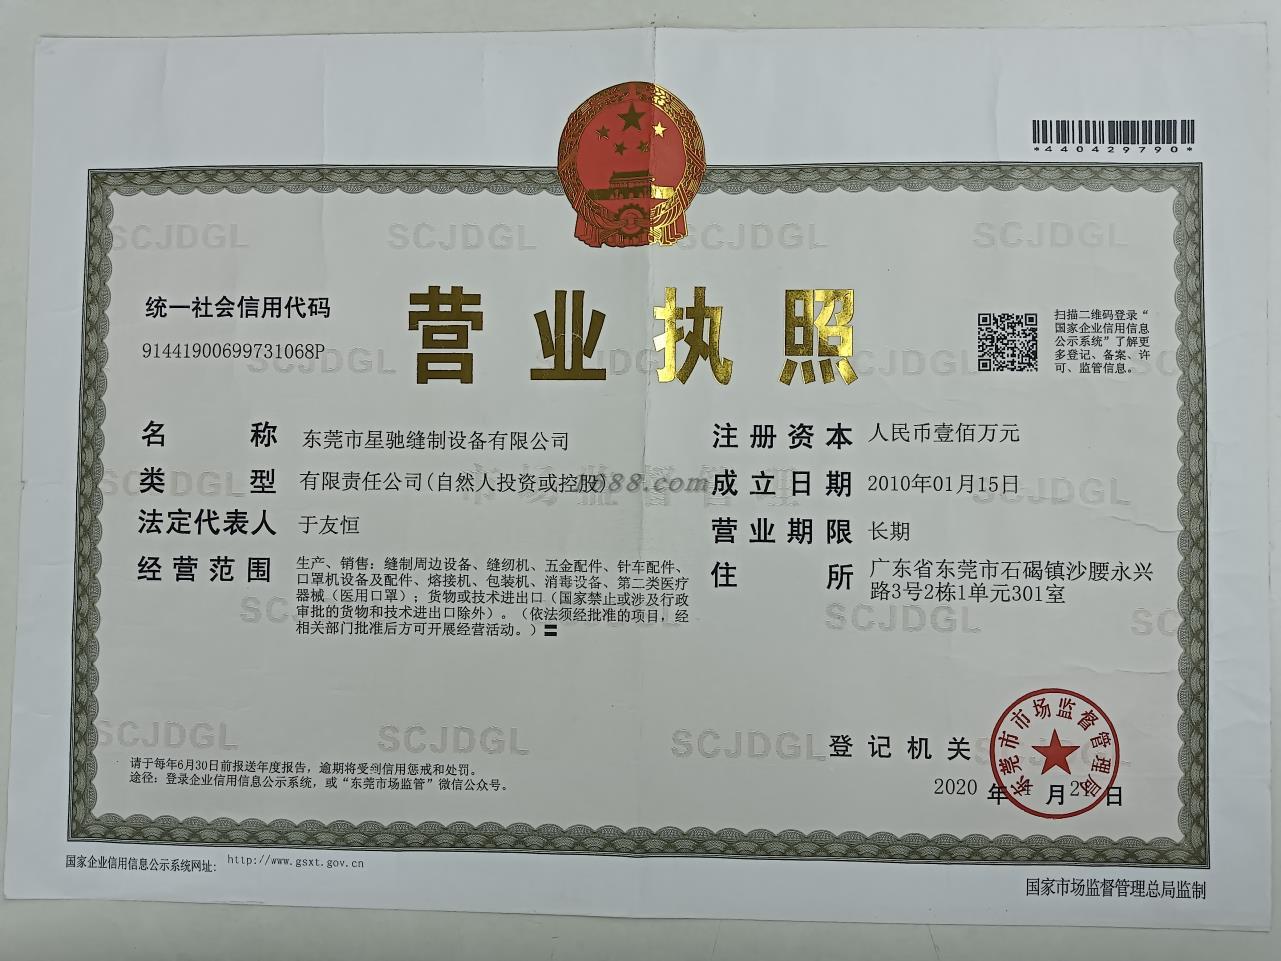 *440429790*
统一社会信用代码
91441900699731068P
营业执照
扫描二维码登录“
国家企业信用信息
公示系统”了解更
多登记、备案、许
可、监管信息。
名称 东莞市星驰缝制设备有限公司
类型 有限责任公司(自然人投资或控股)
法定代表人 于友恒
经营范围 生产、销售：缝制周边设备、缝纫机、五金配件、针车配件、
口罩机设备及配件、熔接机、包装机、消毒设备、第二类医疗
器械（医用口罩）；货物或技术进出口（国家禁止或涉及行政
审批的货物和技术进出口除外）。（依法须经批准的项目，经
相关部门批准后方可开展经营活动。）
注册资本 人民币壹佰万元
成立日期 2010年01月15日
营业期限 长期
住所 广东省东莞市石碣镇沙腰永兴
路3号2栋1单元301室
SCJDGL SCJDGL SCJDGL SCJDGL
市场监督管理
88.com
SCJDGL SCJDGL SCJDGL
登记机关
东莞市市场监督管理局
2020 年 月 2 日
请于每年6月30日前报送年度报告，逾期将受到信用惩戒和处罚。
途径：登录企业信用信息公示系统，或“东莞市场监管”微信公众号。
国家企业信用信息公示系统网址： http://www.gsxt.gov.cn
国家市场监督管理总局监制